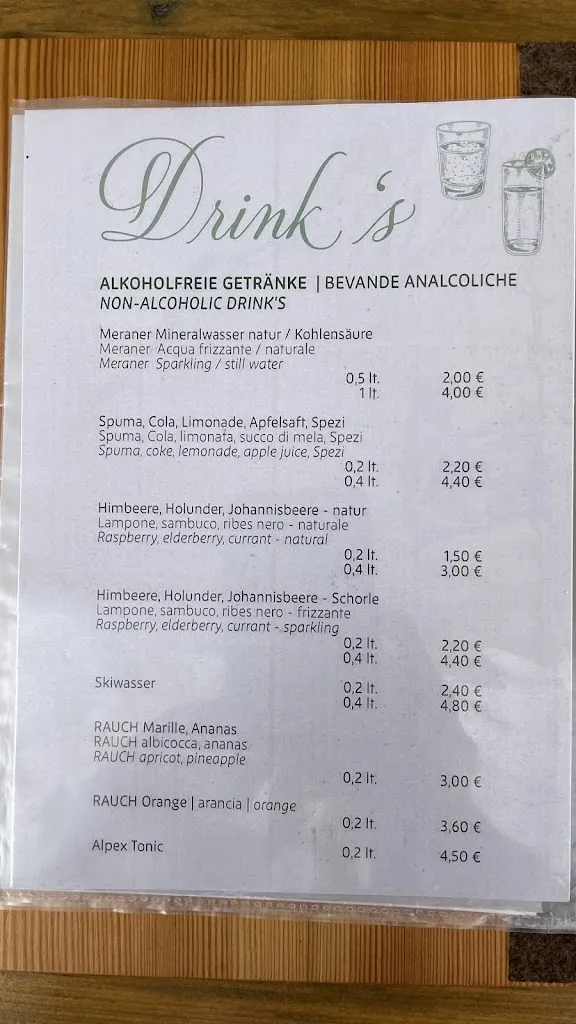 Drink's
ALKOHOLFREIE GETRÄNKE | BEVANDE ANALCOLICHE
NON-ALCOHOLIC DRINK'S
Meraner Mineralwasser natur / Kohlensäure
Meraner Acqua frizzante / naturale
Meraner Sparkling / still water
0,5 lt. 2,00 €
1 lt. 4,00 €
Spuma, Cola, Limonade, Apfelsaft, Spezi
Spuma, Cola, limonata, succo di mela, Spezi
Spuma, coke, lemonade, apple juice, Spezi
0,2 lt. 2,20 €
0,4 lt. 4,40 €
Himbeere, Holunder, Johannisbeere - natur
Lampone, sambuco, ribes nero - naturale
Raspberry, elderberry, currant - natural
0,2 lt. 1,50 €
0,4 lt. 3,00 €
Himbeere, Holunder, Johannisbeere - Schorle
Lampone, sambuco, ribes nero - frizzante
Raspberry, elderberry, currant - sparkling
0,2 lt. 2,20 €
0,4 lt. 4,40 €
Skiwasser 0,2 lt. 2,40 €
0,4 lt. 4,80 €
RAUCH Marille, Ananas
RAUCH albicocca, ananas
RAUCH apricot, pineapple
0,2 lt. 3,00 €
RAUCH Orange | arancia | orange
0,2 lt. 3,60 €
Alpex Tonic 0,2 lt. 4,50 €